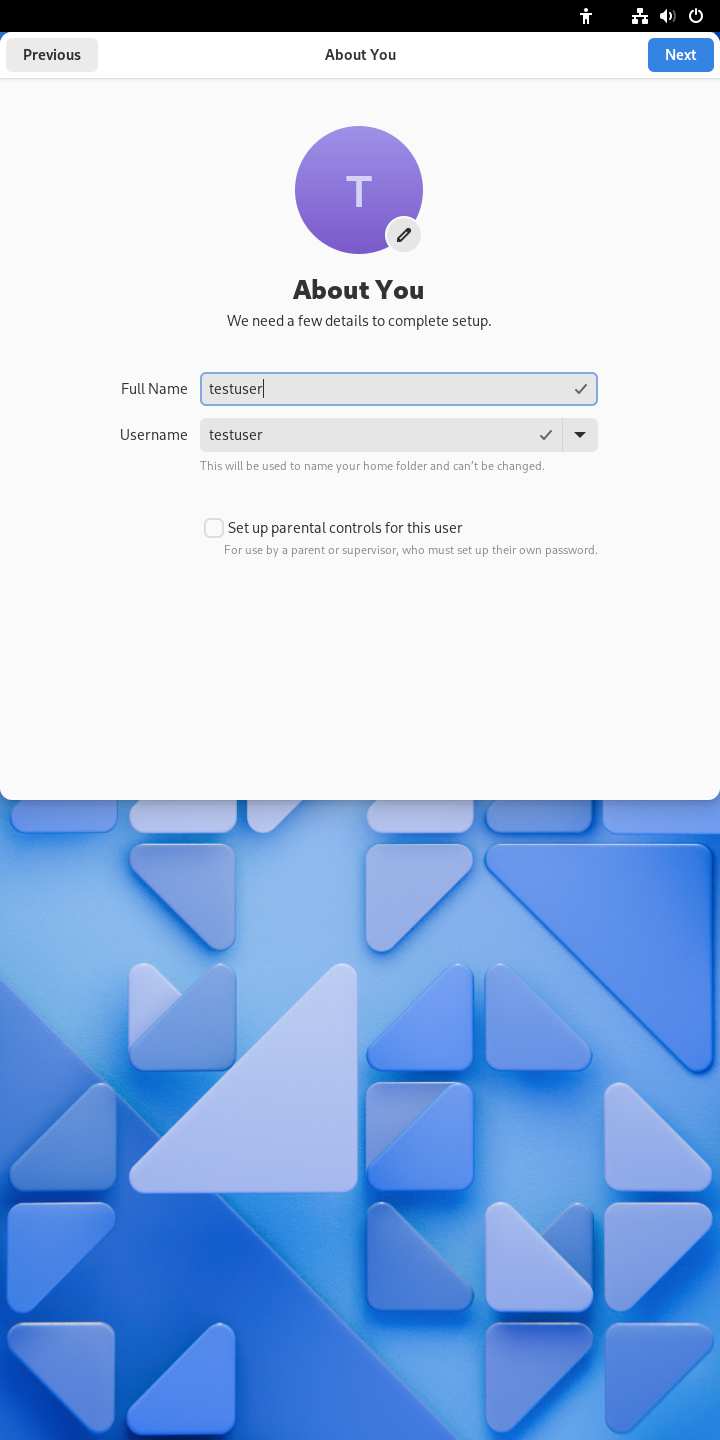 Previous
About You
Next
T
About You
We need a few details to complete setup.
Full Name
testuser
Username
testuser
This will be used to name your home folder and can’t be changed.
Set up parental controls for this user
For use by a parent or supervisor, who must set up their own password.